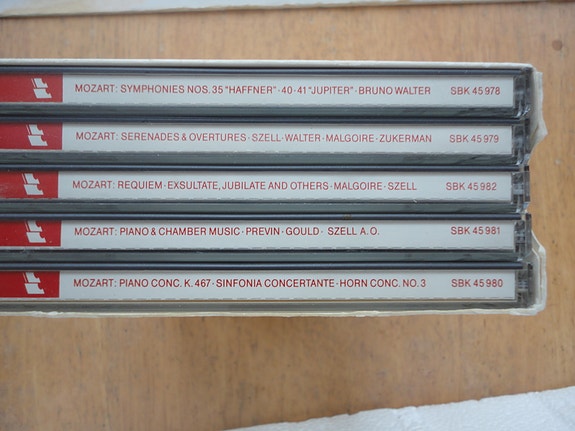 MOZART: SYMPHONIES NOS. 35 "HAFFNER" · 40 · 41 "JUPITER" · BRUNO WALTER SBK 45 978
MOZART: SERENADES & OVERTURES · SZELL · WALTER · MALGOIRE · ZUKERMAN SBK 45 979
MOZART: REQUIEM · EXSULTATE, JUBILATE AND OTHERS · MALGOIRE · SZELL SBK 45 982
MOZART: PIANO & CHAMBER MUSIC · PREVIN · GOULD · SZELL A. O. SBK 45 981
MOZART: PIANO CONC. K. 467 · SINFONIA CONCERTANTE · HORN CONC. NO. 3 SBK 45 980